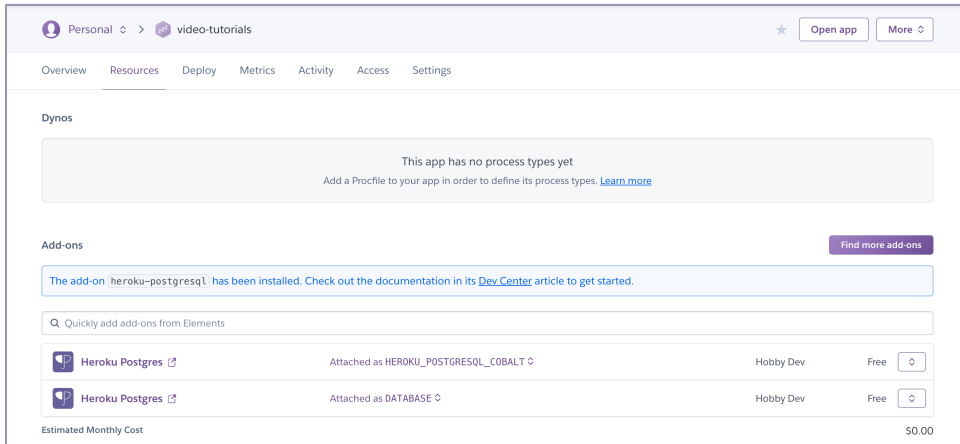 Personal > video-tutorials
Open app
More
Overview Resources Deploy Metrics Activity Access Settings
Dynos
This app has no process types yet
Add a Procfile to your app in order to define its process types. Learn more
Add-ons
Find more add-ons
The add-on heroku-postgresql has been installed. Check out the documentation in its Dev Center article to get started.
Quickly add add-ons from Elements
Heroku Postgres Attached as HEROKU_POSTGRESQL_COBALT Hobby Dev Free
Heroku Postgres Attached as DATABASE Hobby Dev Free
Estimated Monthly Cost $0.00